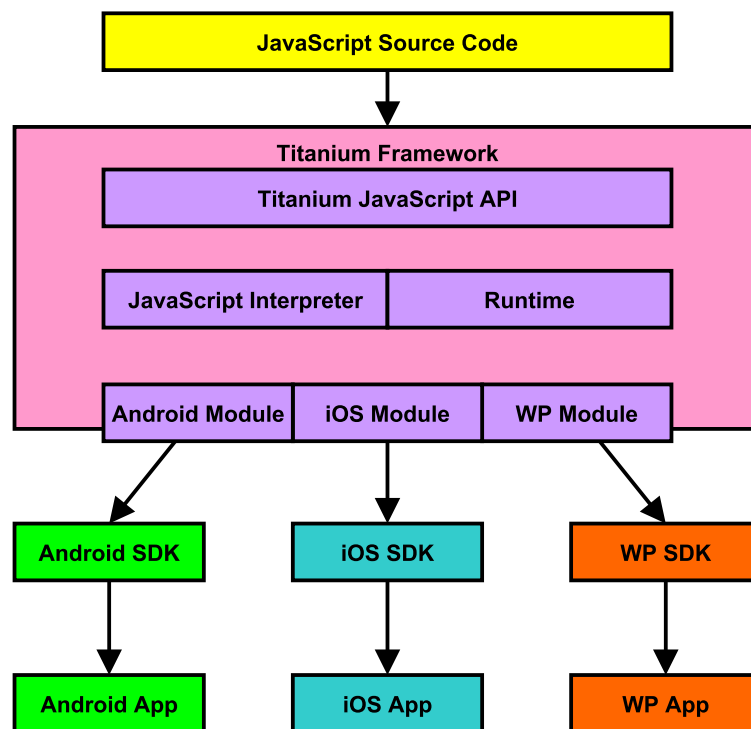 JavaScript Source Code
Titanium Framework
Titanium JavaScript API
JavaScript Interpreter
Runtime
Android Module
iOS Module
WP Module
Android SDK
iOS SDK
WP SDK
Android App
iOS App
WP App